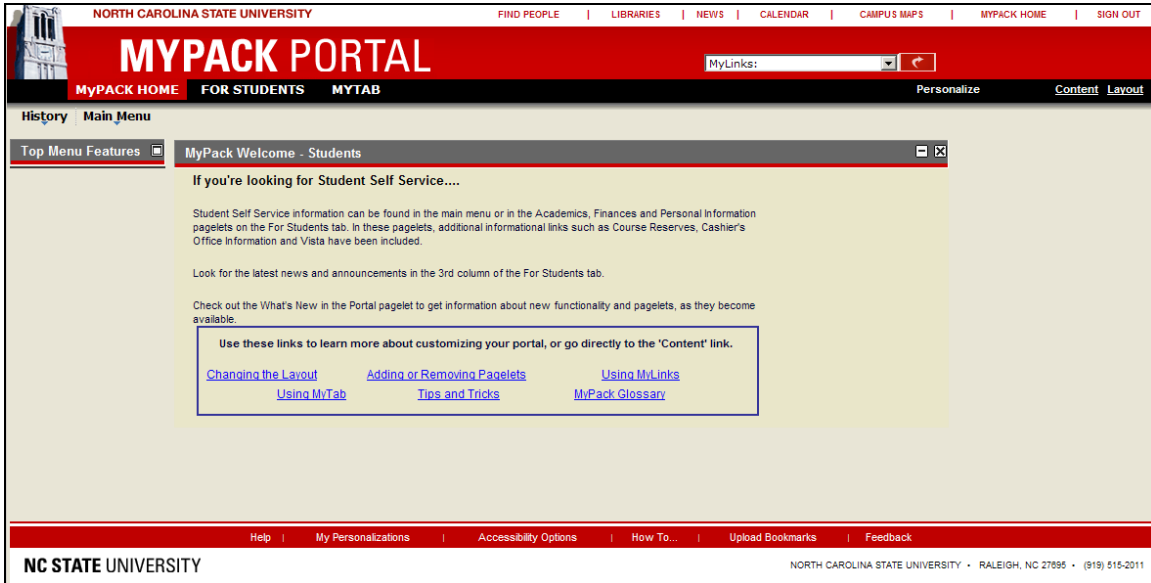 NORTH CAROLINA STATE UNIVERSITY FIND PEOPLE | LIBRARIES | NEWS | CALENDAR | CAMPUS MAPS | MYPACK HOME | SIGN OUT
MYPACK PORTAL
MyLinks:
MyPACK HOME FOR STUDENTS MYTAB Personalize Content Layout
History Main Menu
Top Menu Features MyPack Welcome - Students
If you're looking for Student Self Service....
Student Self Service information can be found in the main menu or in the Academics, Finances and Personal Information
pagelets on the For Students tab. In these pagelets, additional informational links such as Course Reserves, Cashier's
Office Information and Vista have been included.
Look for the latest news and announcements in the 3rd column of the For Students tab.
Check out the What's New in the Portal pagelet to get information about new functionality and pagelets, as they become
available.
Use these links to learn more about customizing your portal, or go directly to the 'Content' link.
Changing the Layout Adding or Removing Pagelets Using MyLinks
Using MyTab Tips and Tricks MyPack Glossary
Help | My Personalizations | Accessibility Options | How To... | Upload Bookmarks | Feedback
NC STATE UNIVERSITY NORTH CAROLINA STATE UNIVERSITY • RALEIGH, NC 27695 • (919) 515-2011